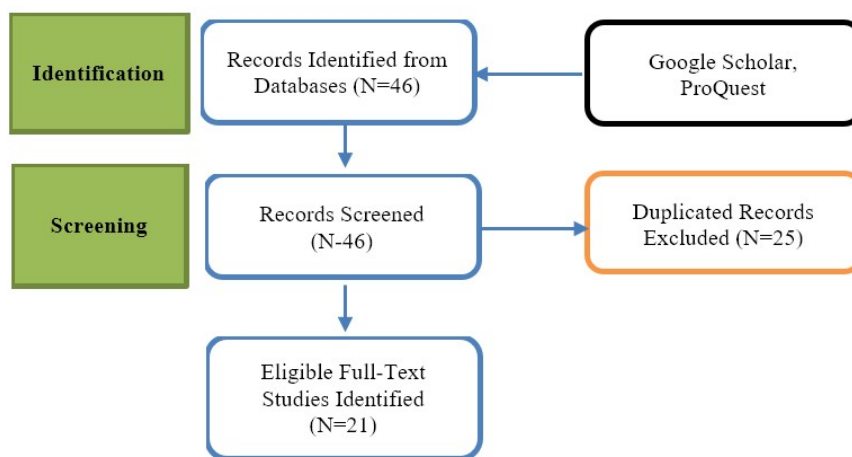 Identification
Records Identified from
Databases (N=46)
Google Scholar,
ProQuest
Screening
Records Screened
(N-46)
Duplicated Records
Excluded (N=25)
Eligible Full-Text
Studies Identified
(N=21)